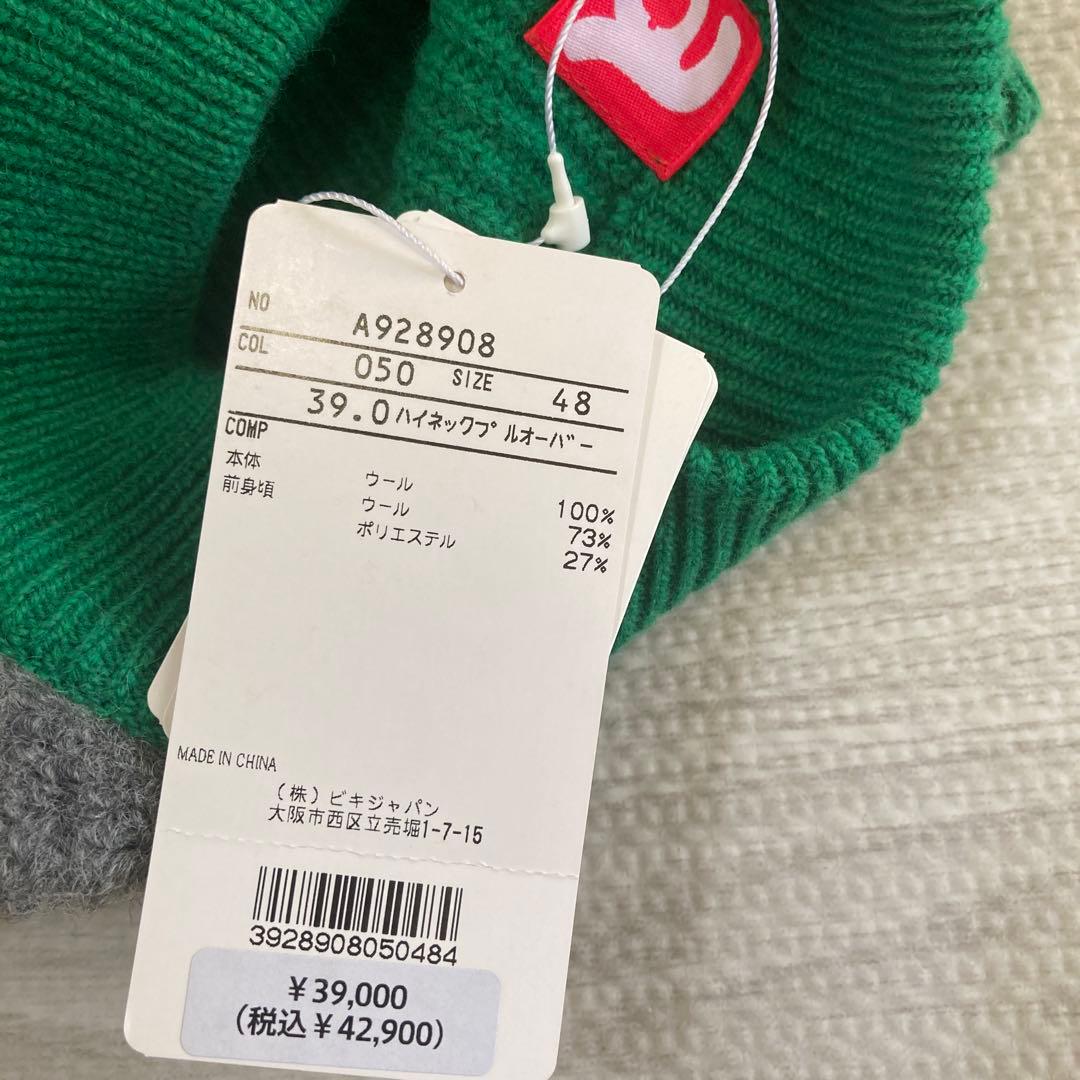 NO A928908
COL 050 SIZE 48
39.0 ハイネックプルオーバー
COMP
本体 ウール 100%
前身頃 ウール 73%
ポリエステル 27%
MADE IN CHINA
(株)ビキジャパン
大阪市西区立売堀1-7-15
3928908050484
￥39,000
(税込￥42,900)